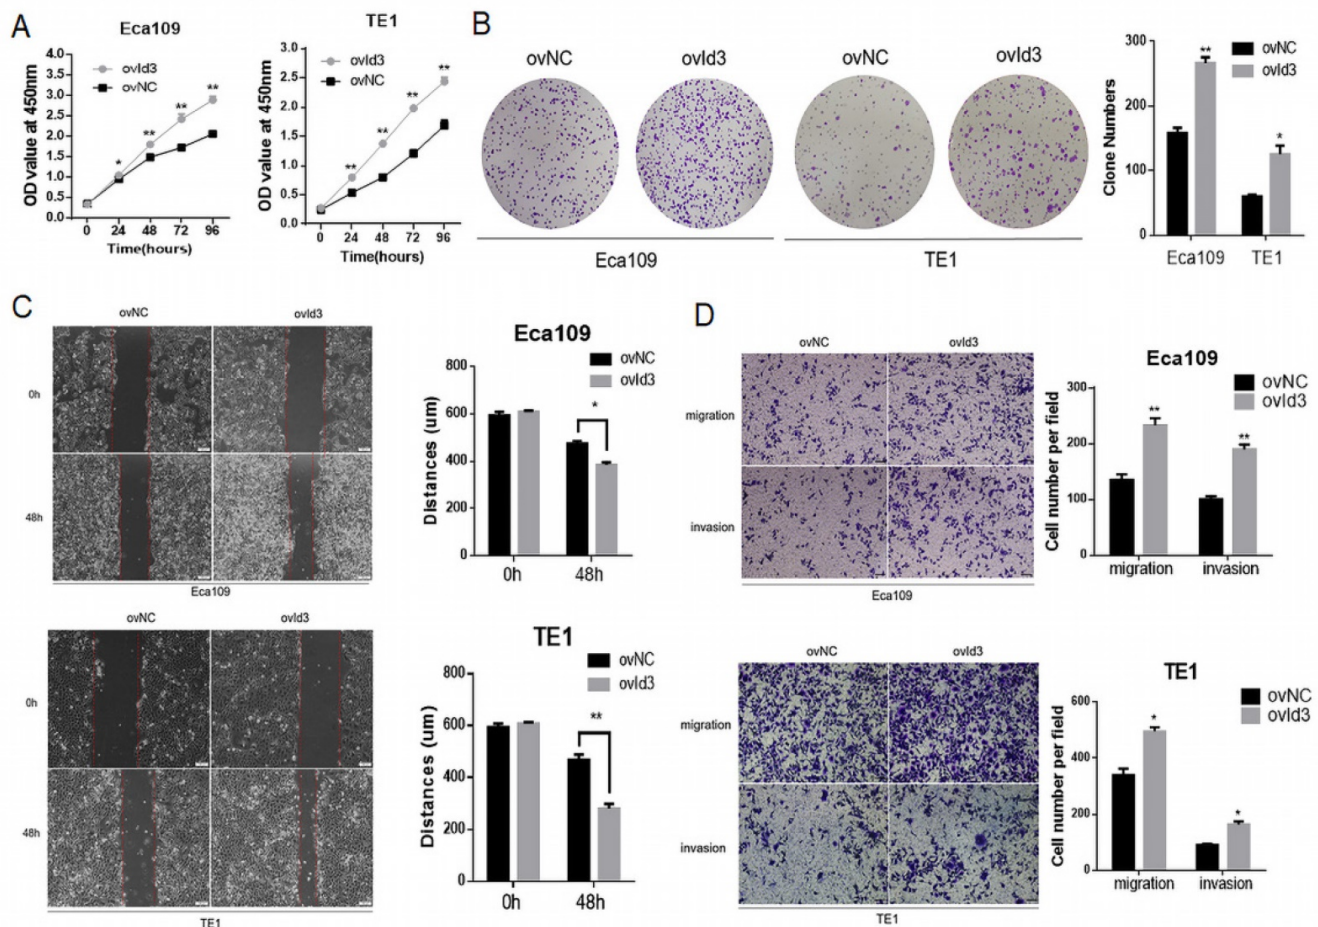 A
Eca109
OD value at 450nm
4.0
3.5
3.0
2.5
2.0
1.5
1.0
0.5
0.0
ovId3
ovNC
*
**
**
**
0 24 48 72 96
Time(hours)
TE1
OD value at 450nm
3.0
2.5
2.0
1.5
1.0
0.5
0.0
ovId3
ovNC
**
**
**
**
0 24 48 72 96
Time(hours)
B
ovNC ovId3 ovNC ovId3
Eca109 TE1
Clone Numbers
300
200
100
0
**
*
ovNC
ovId3
Eca109 TE1
C
ovNC ovId3
0h
48h
Eca109
Eca109
Distances (um)
800
600
400
200
0
ovNC
ovId3
*
0h 48h
ovNC ovId3
0h
48h
TE1
TE1
Distances (um)
800
600
400
200
0
ovNC
ovId3
**
0h 48h
D
ovNC ovId3
migration
invasion
Eca109
Eca109
Cell number per field
300
200
100
0
ovNC
ovId3
**
**
migration invasion
ovNC ovId3
migration
invasion
TE1
TE1
Cell number per field
600
400
200
0
ovNC
ovId3
*
*
migration invasion